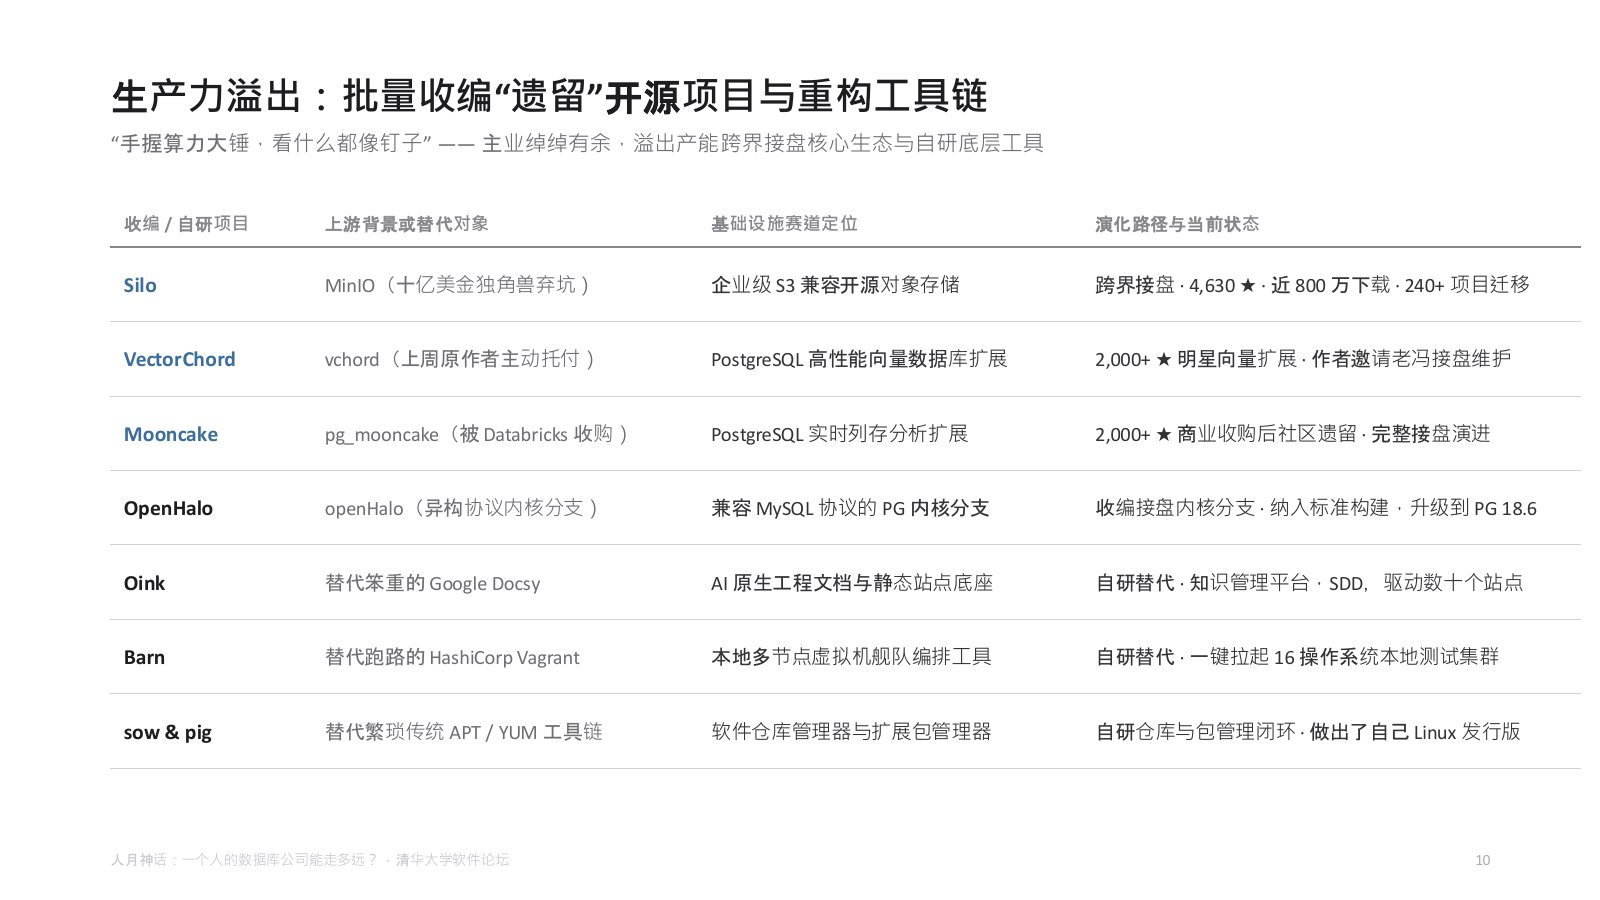 生产力溢出：批量收编“遗留”开源项目与重构工具链
“手握算力大锤 · 看什么都像钉子” —— 主业绰绰有余 · 溢出产能跨界接盘核心生态与自研底层工具
收编 / 自研项目 上游背景或替代对象 基础设施赛道定位 演化路径与当前状态
Silo MinIO（十亿美金独角兽弃坑） 企业级 S3 兼容开源对象存储 跨界接盘 · 4,630 ★ · 近 800 万下载 · 240+ 项目迁移
VectorChord vchord（上周原作者主动托付） PostgreSQL 高性能向量数据库扩展 2,000+ ★ 明星向量扩展 · 作者邀请老冯接盘维护
Mooncake pg_mooncake（被 Databricks 收购） PostgreSQL 实时列存分析扩展 2,000+ ★ 商业收购后社区遗留 · 完整接盘演进
OpenHalo openHalo（异构协议内核分支） 兼容 MySQL 协议的 PG 内核分支 收编接盘内核分支 · 纳入标准构建 · 升级到 PG 18.6
Oink 替代笨重的 Google Docsy AI 原生工程文档与静态站点底座 自研替代 · 知识管理平台 · SDD，驱动数十个站点
Barn 替代跑路的 HashiCorp Vagrant 本地多节点虚拟机舰队编排工具 自研替代 · 一键拉起 16 操作系统本地测试集群
sow & pig 替代繁琐传统 APT / YUM 工具链 软件仓库管理器与扩展包管理器 自研仓库与包管理闭环 · 做出了自己 Linux 发行版
人月神话：一个人的数据库公司能走多远？ · 清华大学软件论坛 10